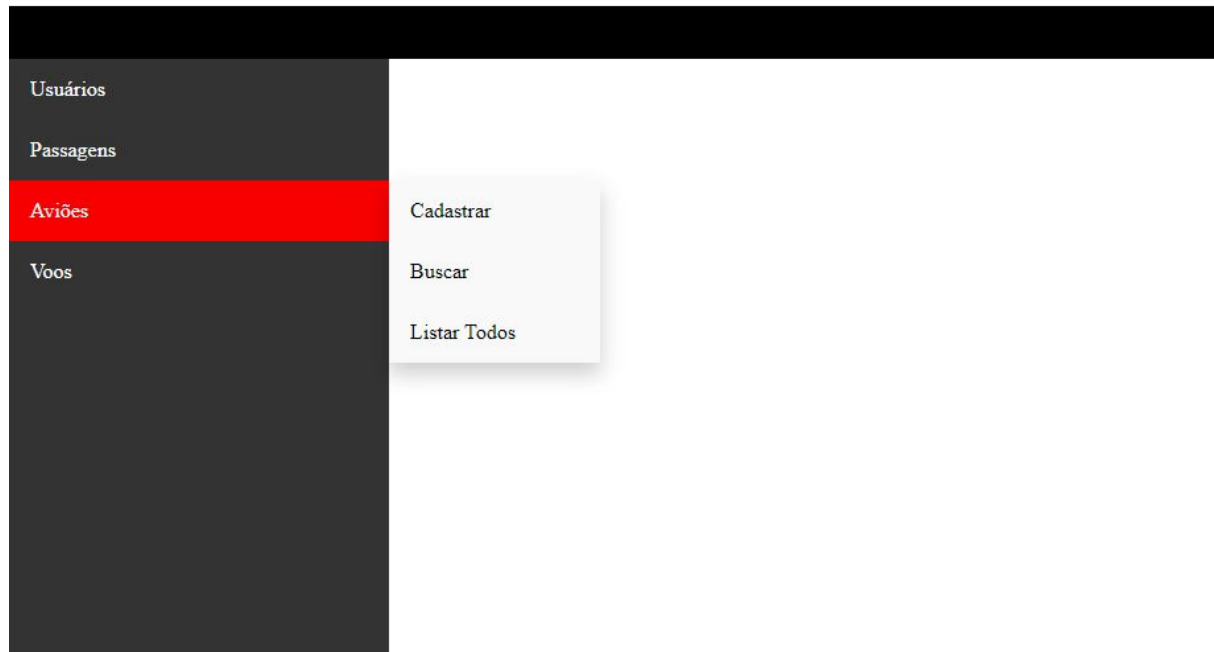 Usuários
Passagens
Aviões
Voos
Cadastrar
Buscar
Listar Todos